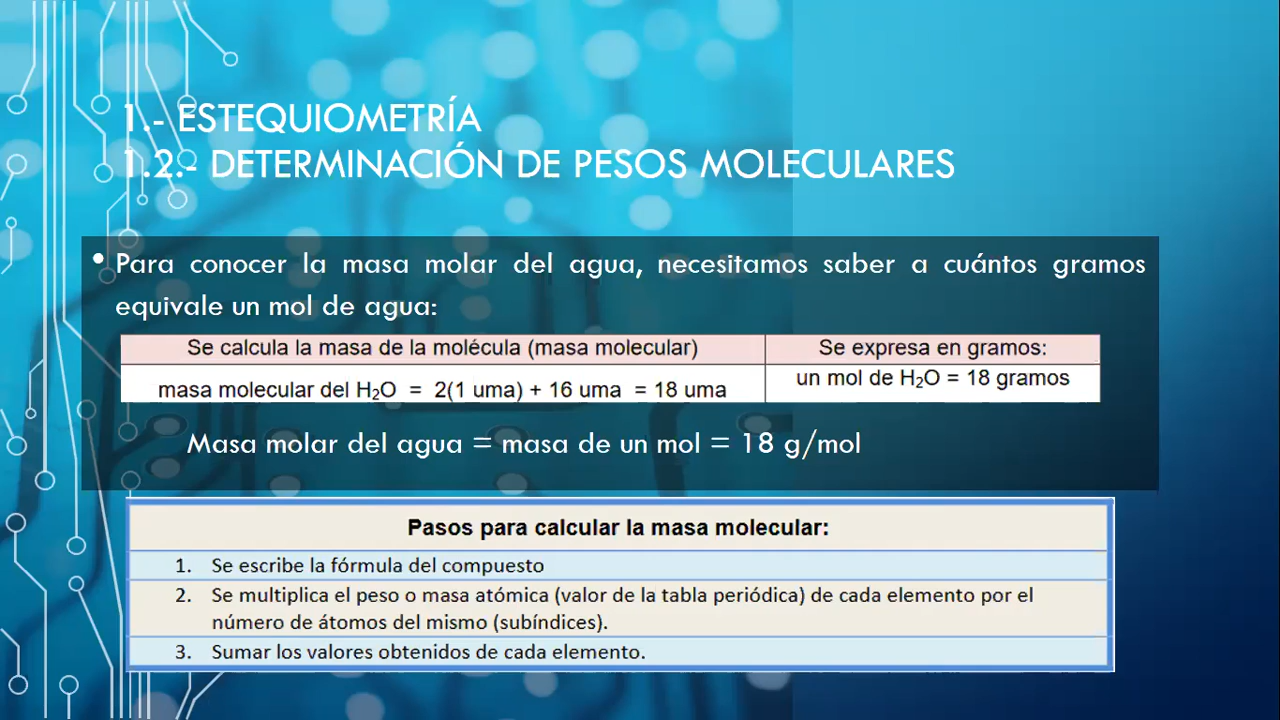 1.- ESTEQUIOMETRÍA
1.2.- DETERMINACIÓN DE PESOS MOLECULARES
• Para conocer la masa molar del agua, necesitamos saber a cuántos gramos
equivale un mol de agua:
Se calcula la masa de la molécula (masa molecular)
Se expresa en gramos:
masa molecular del H₂O = 2(1 uma) + 16 uma = 18 uma
un mol de H₂O = 18 gramos
Masa molar del agua = masa de un mol = 18 g/mol
Pasos para calcular la masa molecular:
1. Se escribe la fórmula del compuesto
2. Se multiplica el peso o masa atómica (valor de la tabla periódica) de cada elemento por el
número de átomos del mismo (subíndices).
3. Sumar los valores obtenidos de cada elemento.